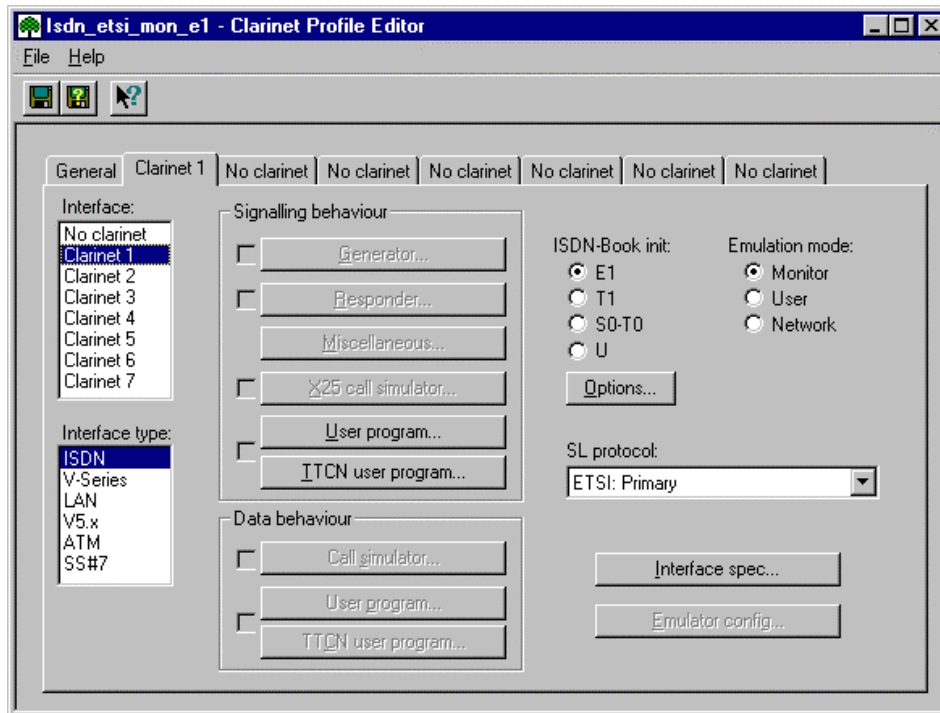 Isdn_etsi_mon_e1 - Clarinet Profile Editor
File Help
General Clarinet 1 No clarinet No clarinet No clarinet No clarinet No clarinet No clarinet
Interface:
No clarinet
Clarinet 1
Clarinet 2
Clarinet 3
Clarinet 4
Clarinet 5
Clarinet 6
Clarinet 7
Interface type:
ISDN
V-Series
LAN
V5.x
ATM
SS#7
Signalling behaviour
Generator...
Responder...
Miscellaneous...
X25 call simulator...
User program...
TTCN user program...
Data behaviour
Call simulator...
User program...
TTCN user program...
ISDN-Book init:
E1
T1
S0-T0
U
Options...
Emulation mode:
Monitor
User
Network
SL protocol:
ETSI: Primary
Interface spec...
Emulator config...